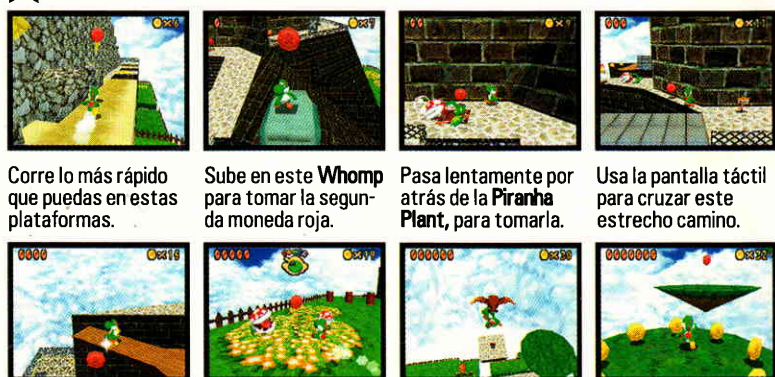 Corre lo más rápido
que puedas en estas
plataformas.
Sube en este Whomp
para tomar la segun-
da moneda roja.
Pasa lentamente por
atrás de la Piranha
Plant, para tomarla.
Usa la pantalla táctil
para cruzar este
estrecho camino.